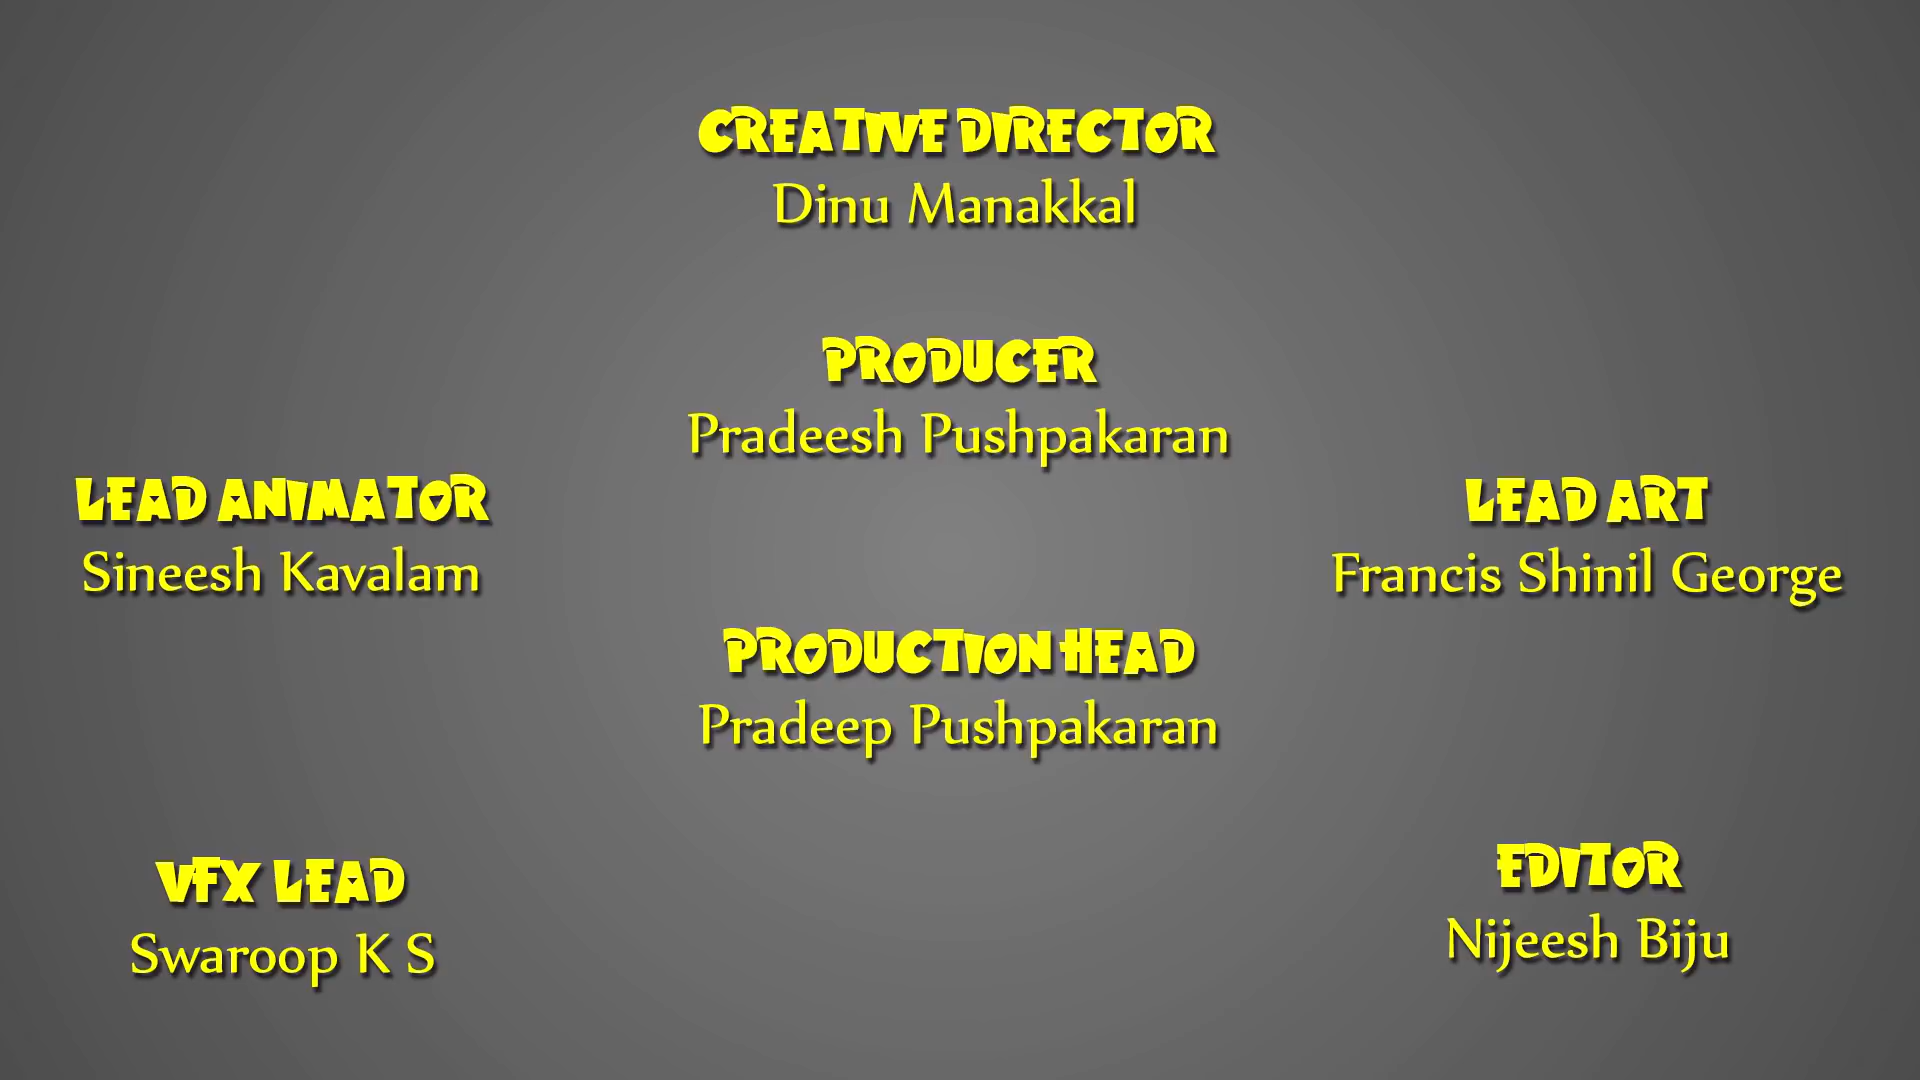 CREATIVE DIRECTOR
Dinu Manakkal
PRODUCER
Pradeesh Pushpakaran
LEAD ANIMATOR
Sineesh Kavalam
LEAD ART
Francis Shinil George
PRODUCTION HEAD
Pradeep Pushpakaran
VFX LEAD
Swaroop K S
EDITOR
Nijeesh Biju